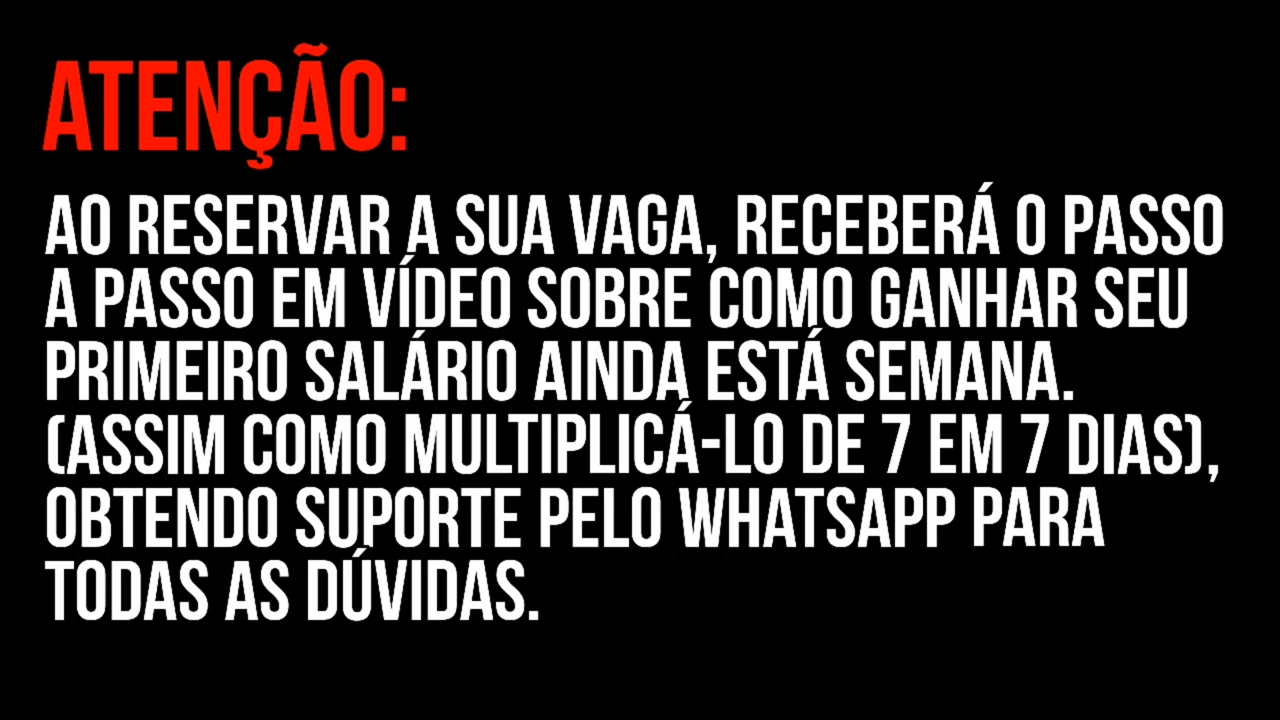 ATENÇÃO:
AO RESERVAR A SUA VAGA, RECEBERÁ O PASSO
A PASSO EM VÍDEO SOBRE COMO GANHAR SEU
PRIMEIRO SALÁRIO AINDA ESTÁ SEMANA.
(ASSIM COMO MULTIPLICÁ-LO DE 7 EM 7 DIAS),
OBTENDO SUPORTE PELO WHATSAPP PARA
TODAS AS DÚVIDAS.